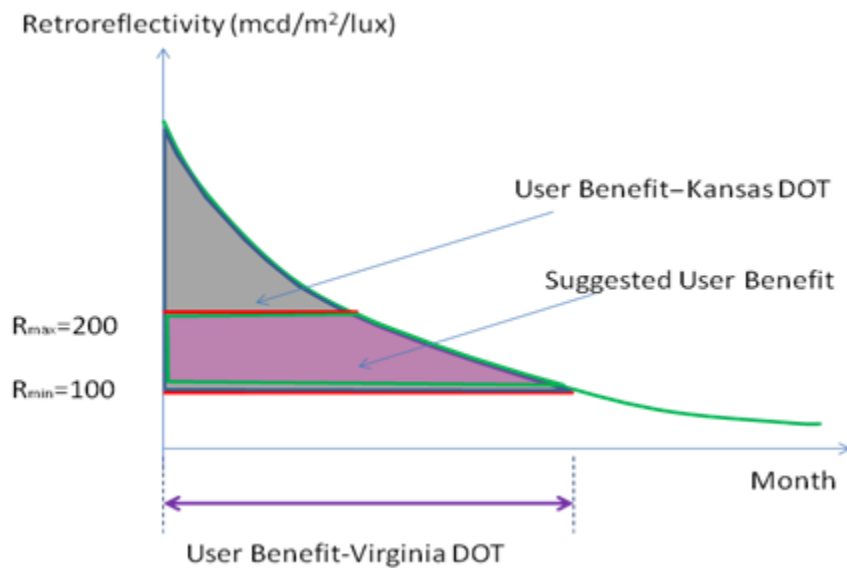 Retroreflectivity (mcd/m²/lux)
User Benefit–Kansas DOT
Suggested User Benefit
Rmax=200
Rmin=100
Month
User Benefit-Virginia DOT